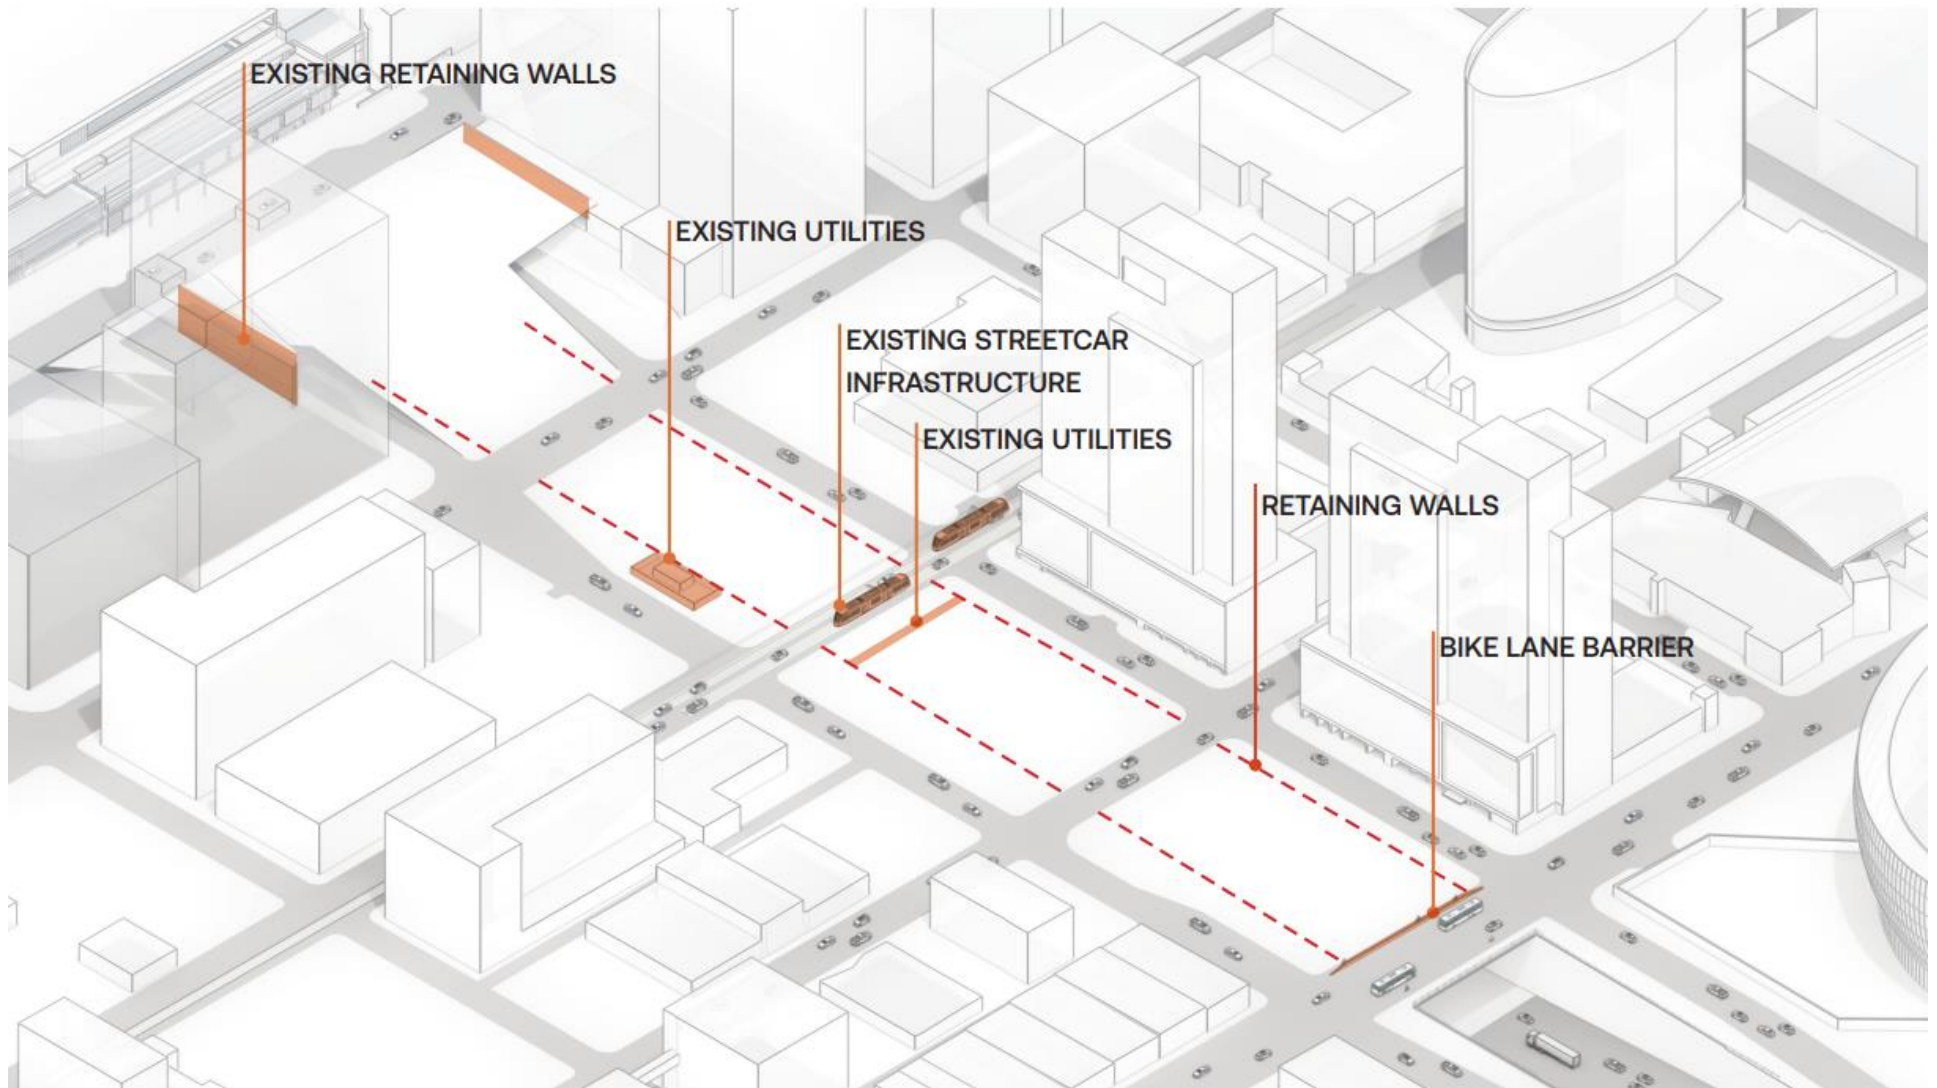 EXISTING RETAINING WALLS
EXISTING UTILITIES
EXISTING STREETCAR
INFRASTRUCTURE
EXISTING UTILITIES
RETAINING WALLS
BIKE LANE BARRIER